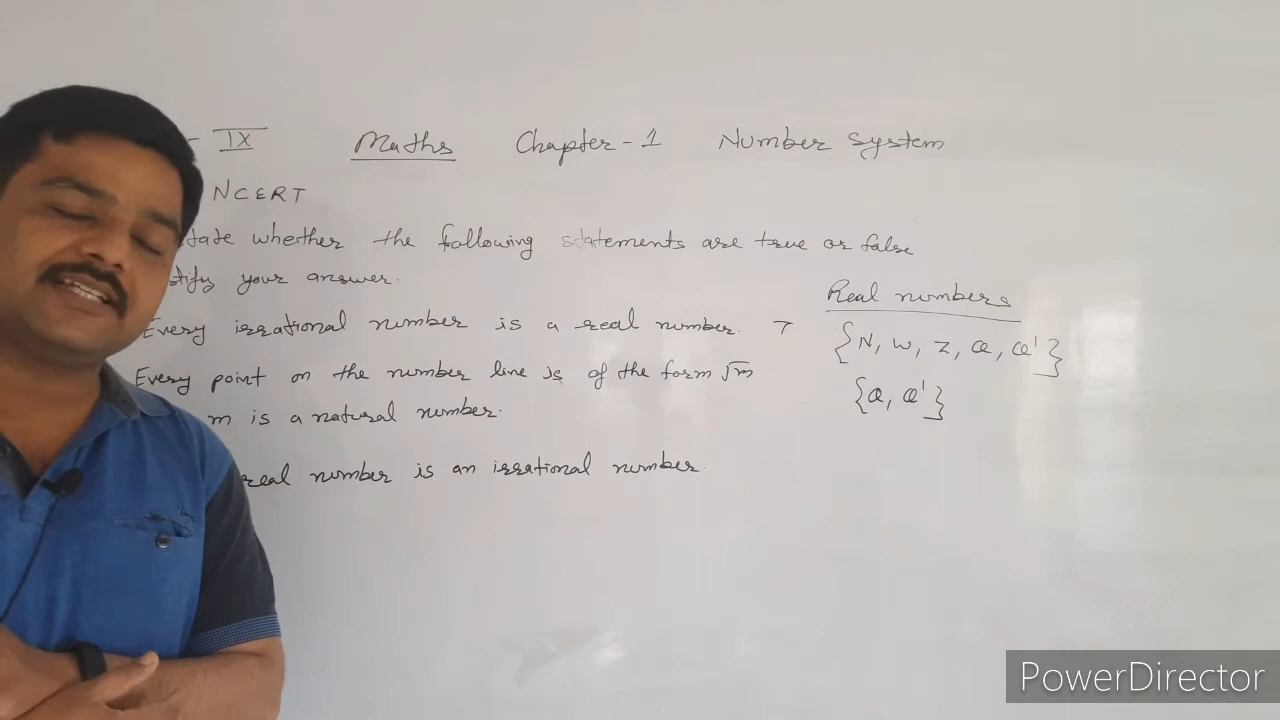 - IX Maths Chapter - 1 Number System
NCERT
tate whether the following statements are true or false
stify your answer.
Real numbers
Every irrational number is a real number. T
{N, W, Z, Q, Q'}
Every point on the number line is of the form √m
{Q, Q'}
m is a natural number.
real number is an irrational number.
PowerDirector